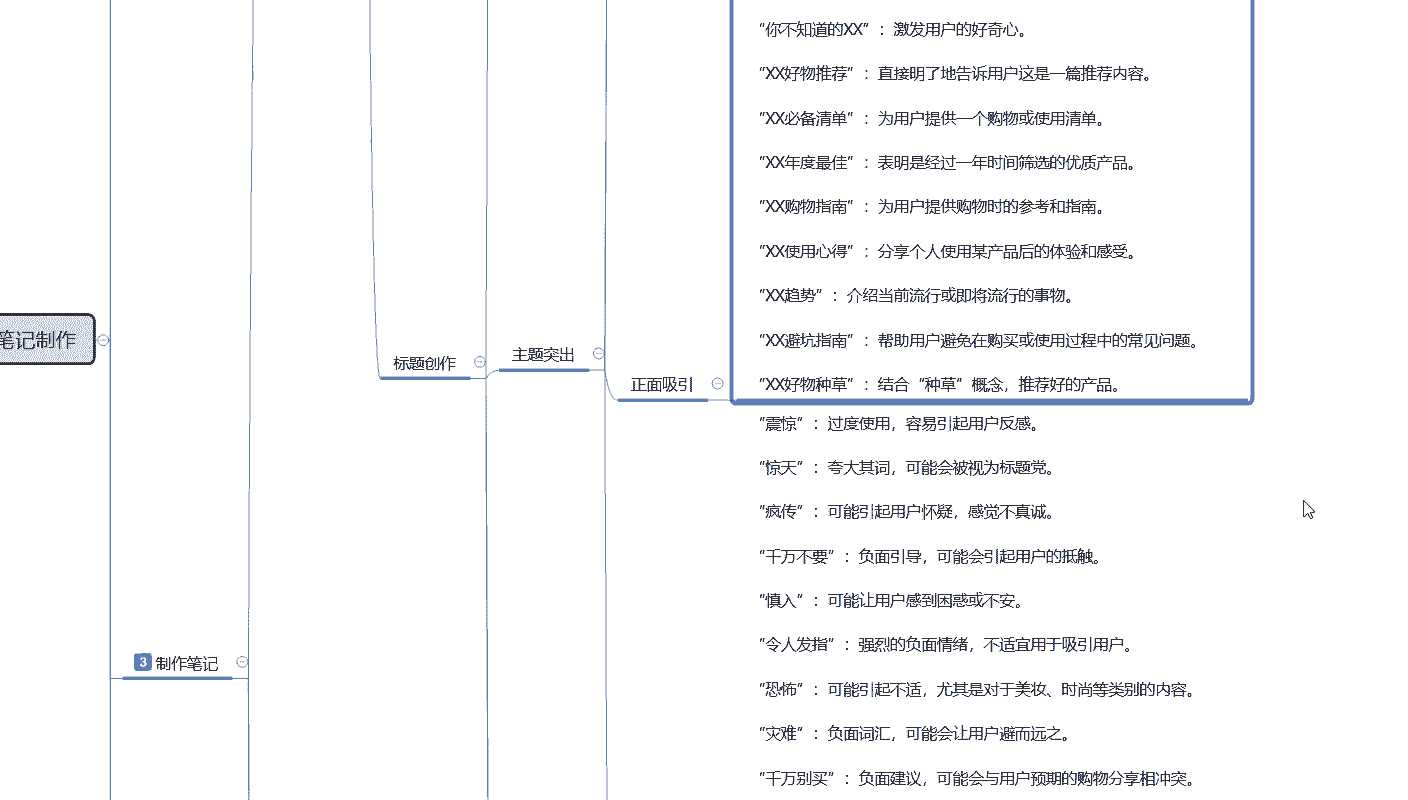 "你不知道的XX" ：激发用户的好奇心。
"XX好物推荐" ：直接明了地告诉用户这是一篇推荐内容。
"XX必备清单" ：为用户提供一个购物或使用清单。
"XX年度最佳" ：表明是经过一年时间筛选的优质产品。
"XX购物指南" ：为用户提供购物时的参考和指南。
"XX使用心得" ：分享个人使用某产品后的体验和感受。
"XX趋势" ：介绍当前流行或即将流行的事物。
笔记制作
"XX避坑指南" ：帮助用户避免在购买或使用过程中的常见问题。
标题创作
主题突出
正面吸引
"XX好物种草" ：结合“种草”概念，推荐好的产品。
"震惊" ：过度使用，容易引起用户反感。
"惊天" ：夸大其词，可能会被视为标题党。
"疯传" ：可能引起用户怀疑，感觉不真诚。
"千万不要" ：负面引导，可能会引起用户的抵触。
"慎入" ：可能让用户感到困惑或不安。
"令人发指" ：强烈的负面情绪，不适宜用于吸引用户。
3 制作笔记
"恐怖" ：可能引起不适，尤其是对于美妆、时尚等类别的内容。
"灾难" ：负面词汇，可能会让用户避而远之。
"千万别买" ：负面建议，可能会与用户预期的购物分享相冲突。